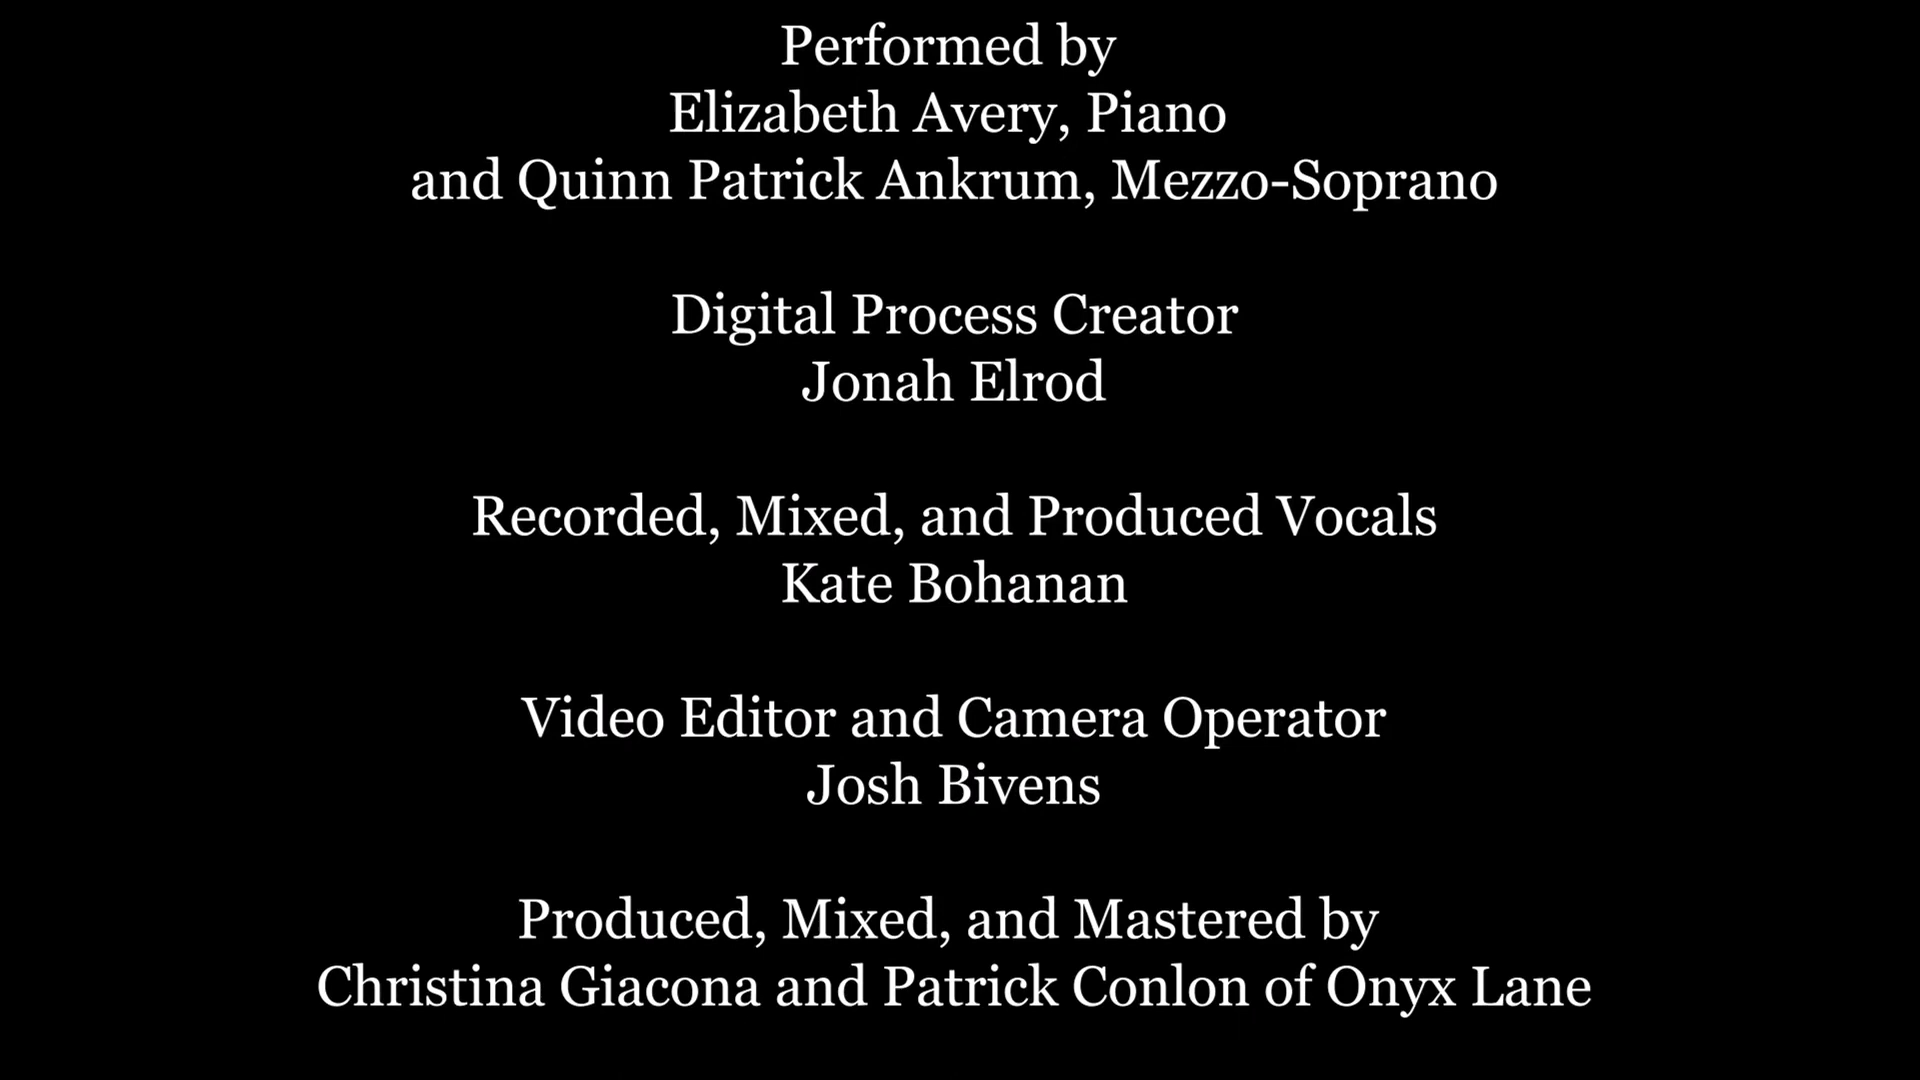 Performed by
Elizabeth Avery, Piano
and Quinn Patrick Ankrum, Mezzo-Soprano
Digital Process Creator
Jonah Elrod
Recorded, Mixed, and Produced Vocals
Kate Bohanan
Video Editor and Camera Operator
Josh Bivens
Produced, Mixed, and Mastered by
Christina Giacona and Patrick Conlon of Onyx Lane